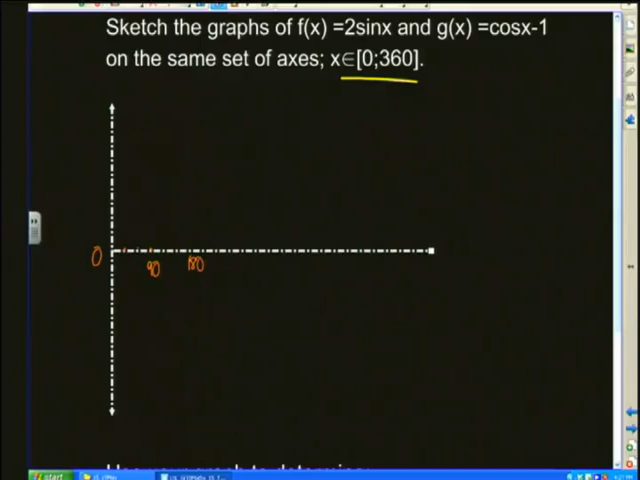 Sketch the graphs of f(x) =2sinx and g(x) =cosx-1
on the same set of axes; x∈[0;360].
0
90
180
start